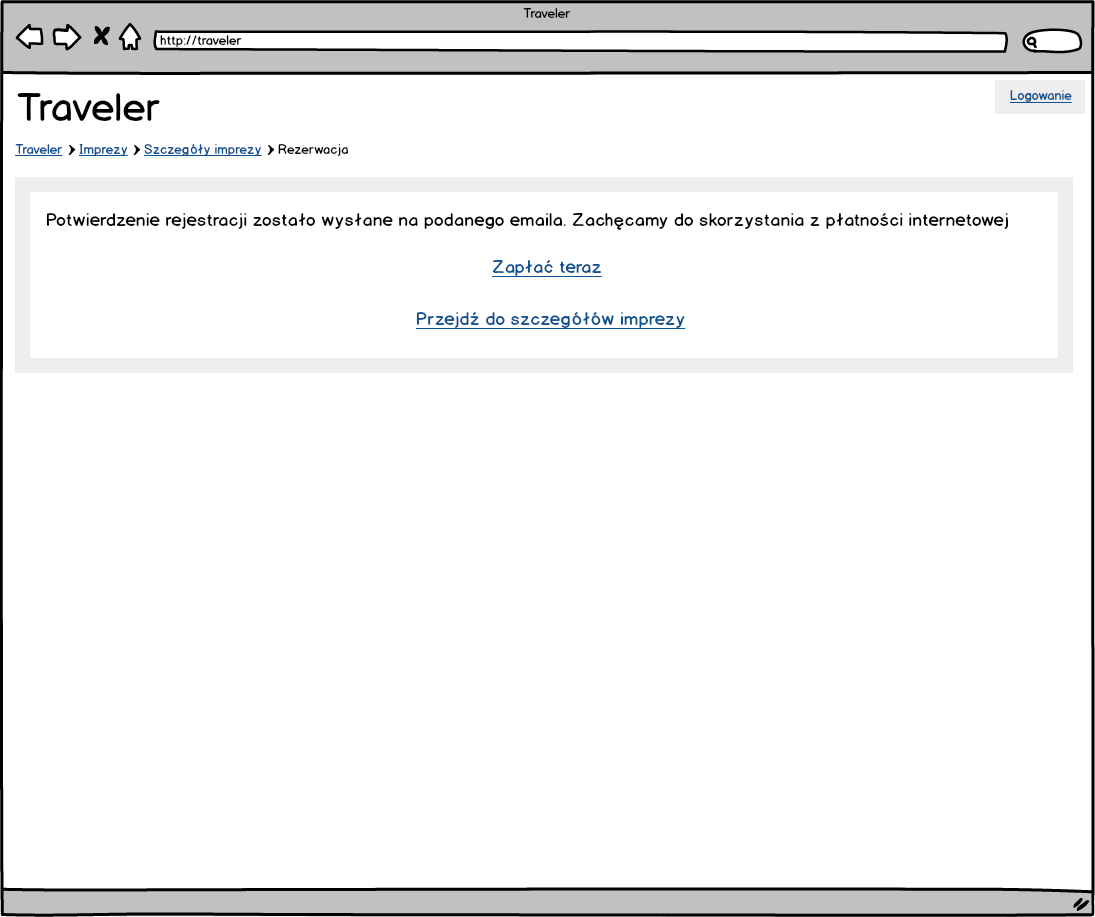 Traveler
http://traveler
Logowanie
Traveler
Traveler Imprezy Szczegóły imprezy Rezerwacja
Potwierdzenie rejestracji zostało wysłane na podanego emaila. Zachęcamy do skorzystania z płatności internetowej
Zapłać teraz
Przejdź do szczegółów imprezy